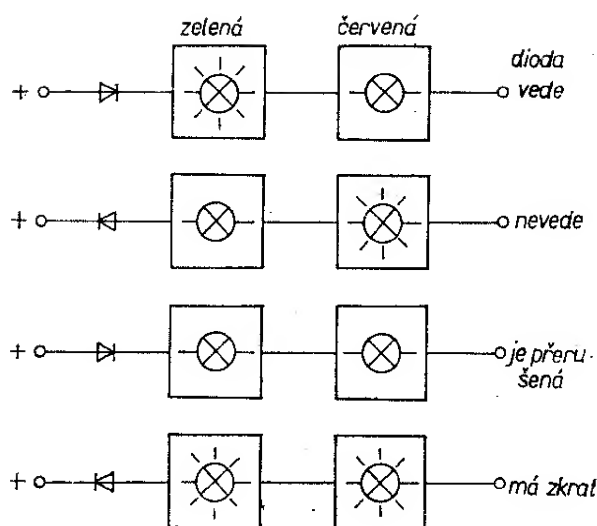 zelená červená
dioda
+ vede
+ nevede
+ je přeru-
šená
+ má zkrat